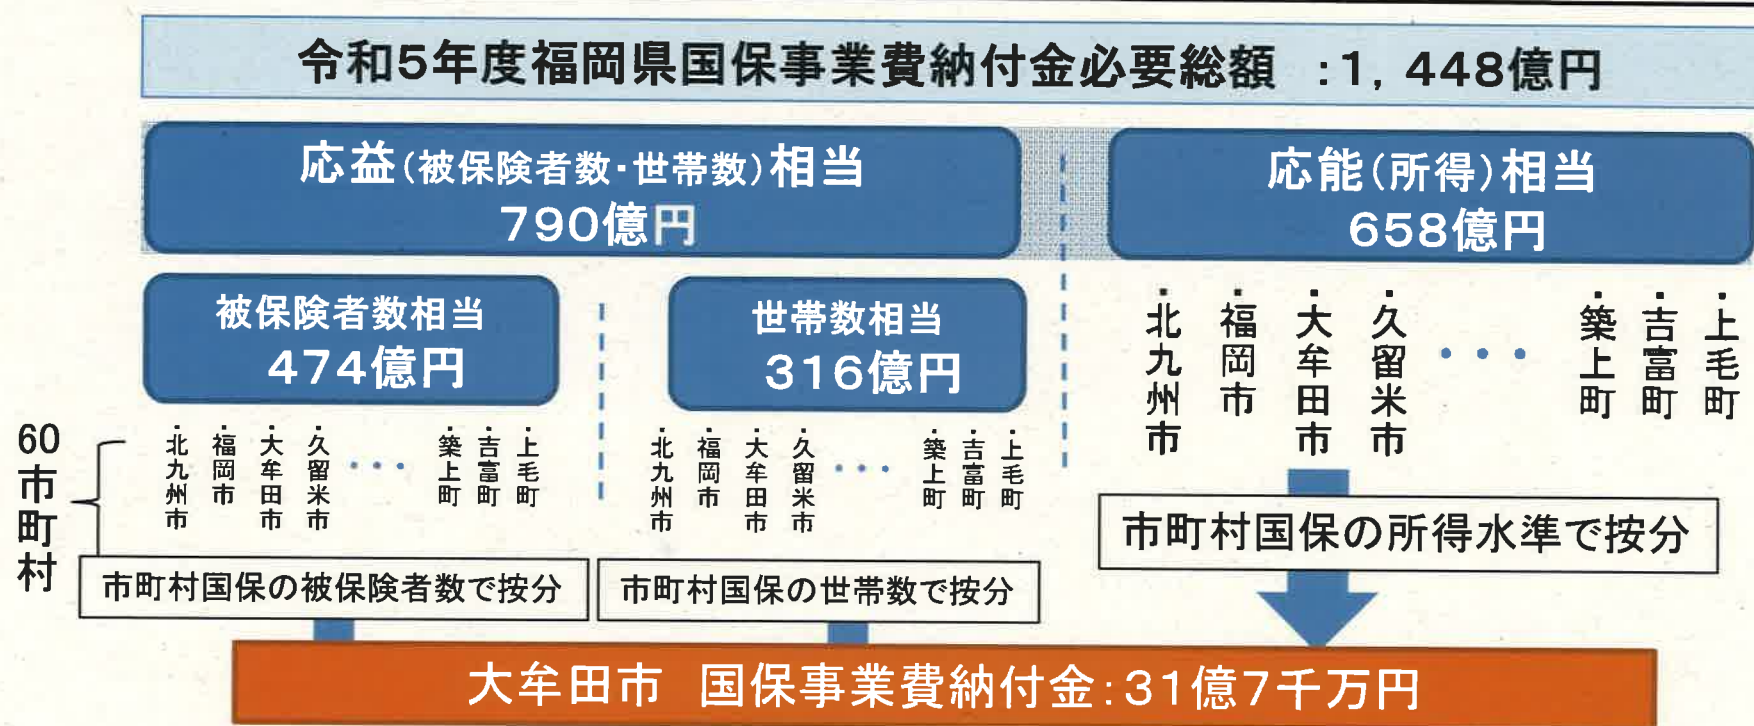 令和5年度福岡県国保事業費納付金必要総額 :1,448億円
応益(被保険者数・世帯数)相当
790億円
応能(所得)相当
658億円
被保険者数相当
474億円
世帯数相当
316億円
・北九州市
・福岡市
・大牟田市
・久留米市
・・・
・築上町
・吉富町
・上毛町
60市町村
・北九州市
・福岡市
・大牟田市
・久留米市
・・・
・築上町
・吉富町
・上毛町
・北九州市
・福岡市
・大牟田市
・久留米市
・・・
・築上町
・吉富町
・上毛町
市町村国保の被保険者数で按分
市町村国保の世帯数で按分
市町村国保の所得水準で按分
大牟田市 国保事業費納付金:31億7千万円